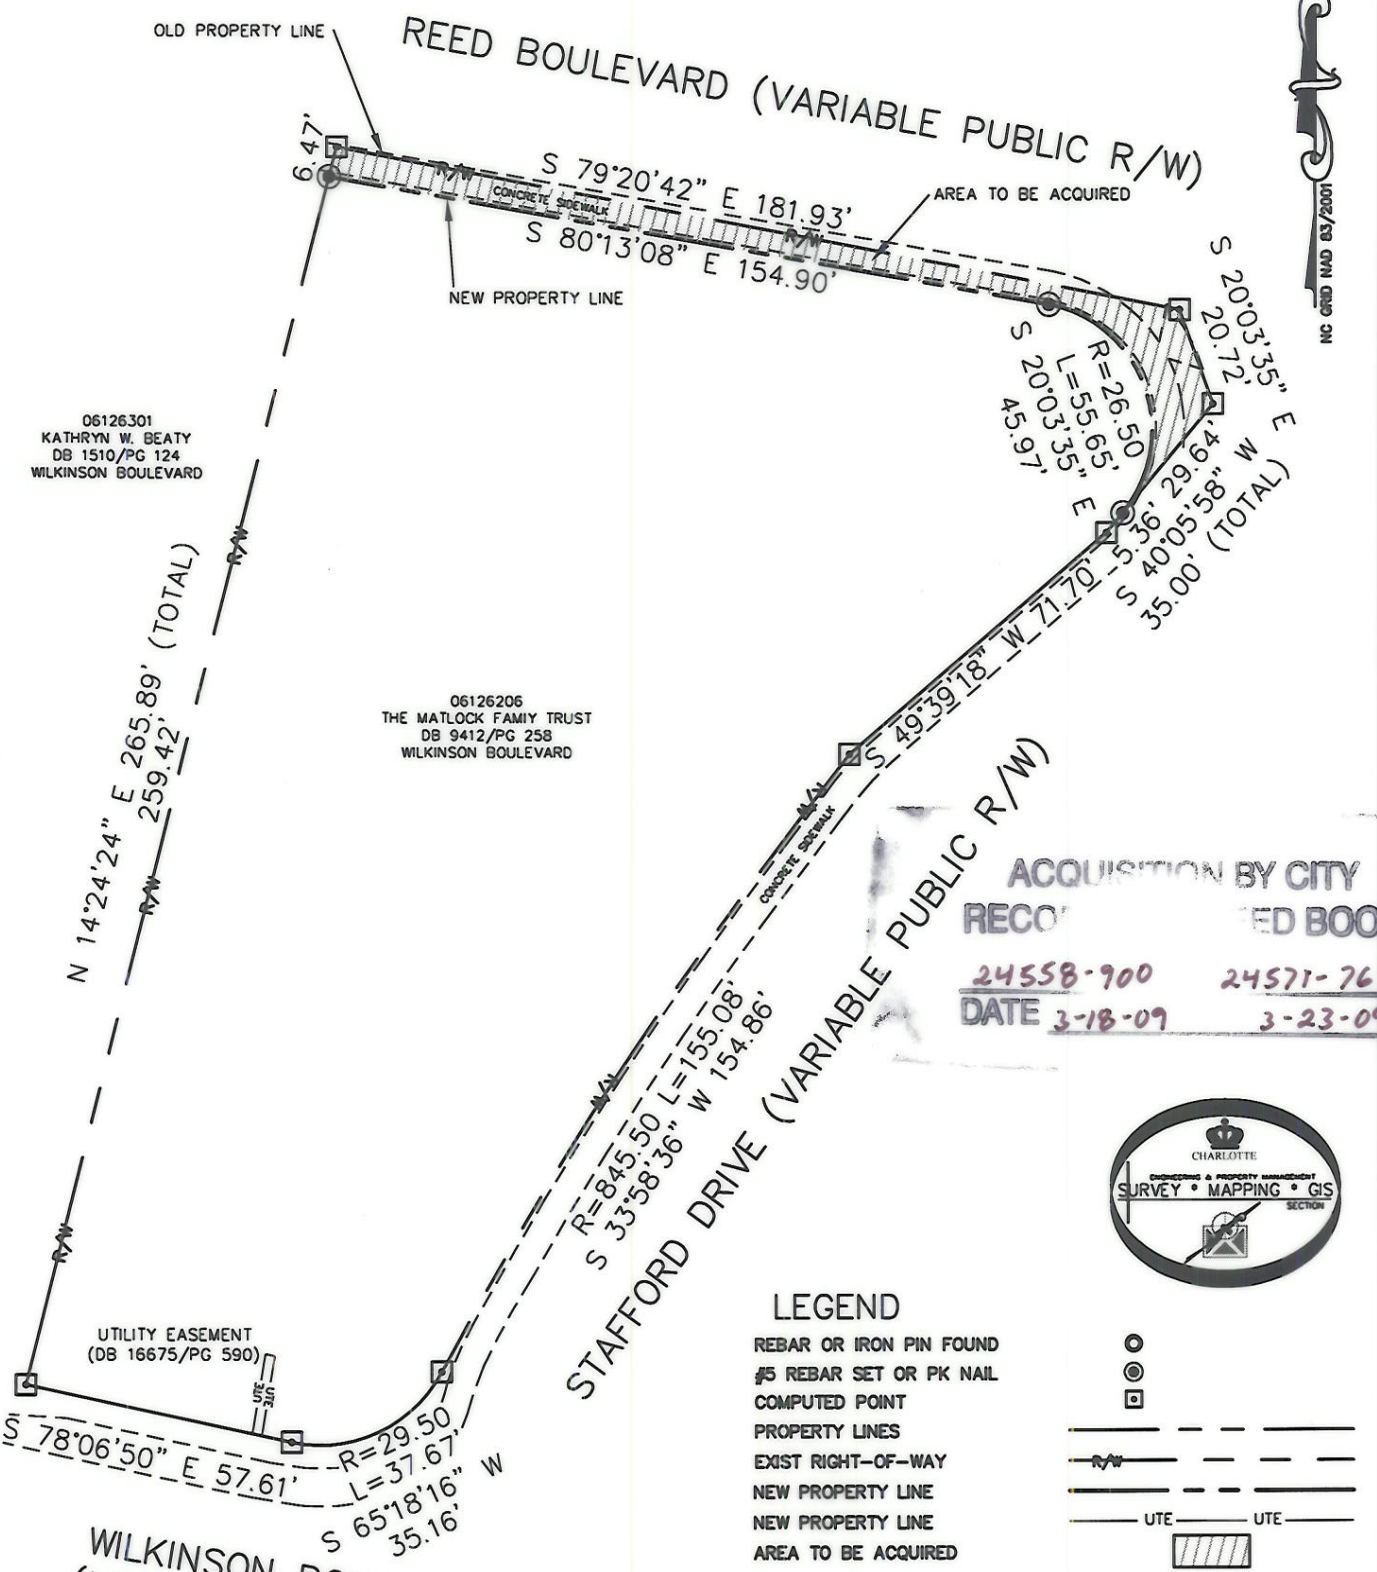 OLD PROPERTY LINE
REED BOULEVARD (VARIABLE PUBLIC R/W)
6.47'
R/W
S 79°20'42" E 181.93'
CONCRETE SIDEWALK
R/W
AREA TO BE ACQUIRED
S 80°13'08" E 154.90'
NEW PROPERTY LINE
NC GRID NAD 83/2001
S 20°03'35" E
20.72'
R=26.50
L=55.65'
S 20°03'35" E
45.97'
29.64'
5.36'
S 40°05'58" W
35.00' (TOTAL)
06126301
KATHRYN W. BEATY
DB 1510/PG 124
WILKINSON BOULEVARD
R/W
N 14°24'24" E 265.89' (TOTAL)
259.42'
R/W
R/W
06126206
THE MATLOCK FAMIY TRUST
DB 9412/PG 258
WILKINSON BOULEVARD
S 49°39'18" W 71.70'
R/W
CONCRETE SIDEWALK
R/W
R=845.50 L=155.08'
S 33°58'36" W 154.86'
STAFFORD DRIVE (VARIABLE PUBLIC R/W)
ACQUISITION BY CITY
RECO ED BOO
24558-900 24571-76
DATE 3-18-09 3-23-09
CHARLOTTE
ENGINEERING & PROPERTY MANAGEMENT
SURVEY * MAPPING * GIS
SECTION
UTILITY EASEMENT
(DB 16675/PG 590)
UTE
UTE
S 78°06'50" E 57.61'
R=29.50
L=37.67'
S 65°18'16" W
35.16'
WILKINSON
LEGEND
REBAR OR IRON PIN FOUND
#5 REBAR SET OR PK NAIL
COMPUTED POINT
PROPERTY LINES
EXIST RIGHT-OF-WAY R/W
NEW PROPERTY LINE
NEW PROPERTY LINE UTE UTE
AREA TO BE ACQUIRED